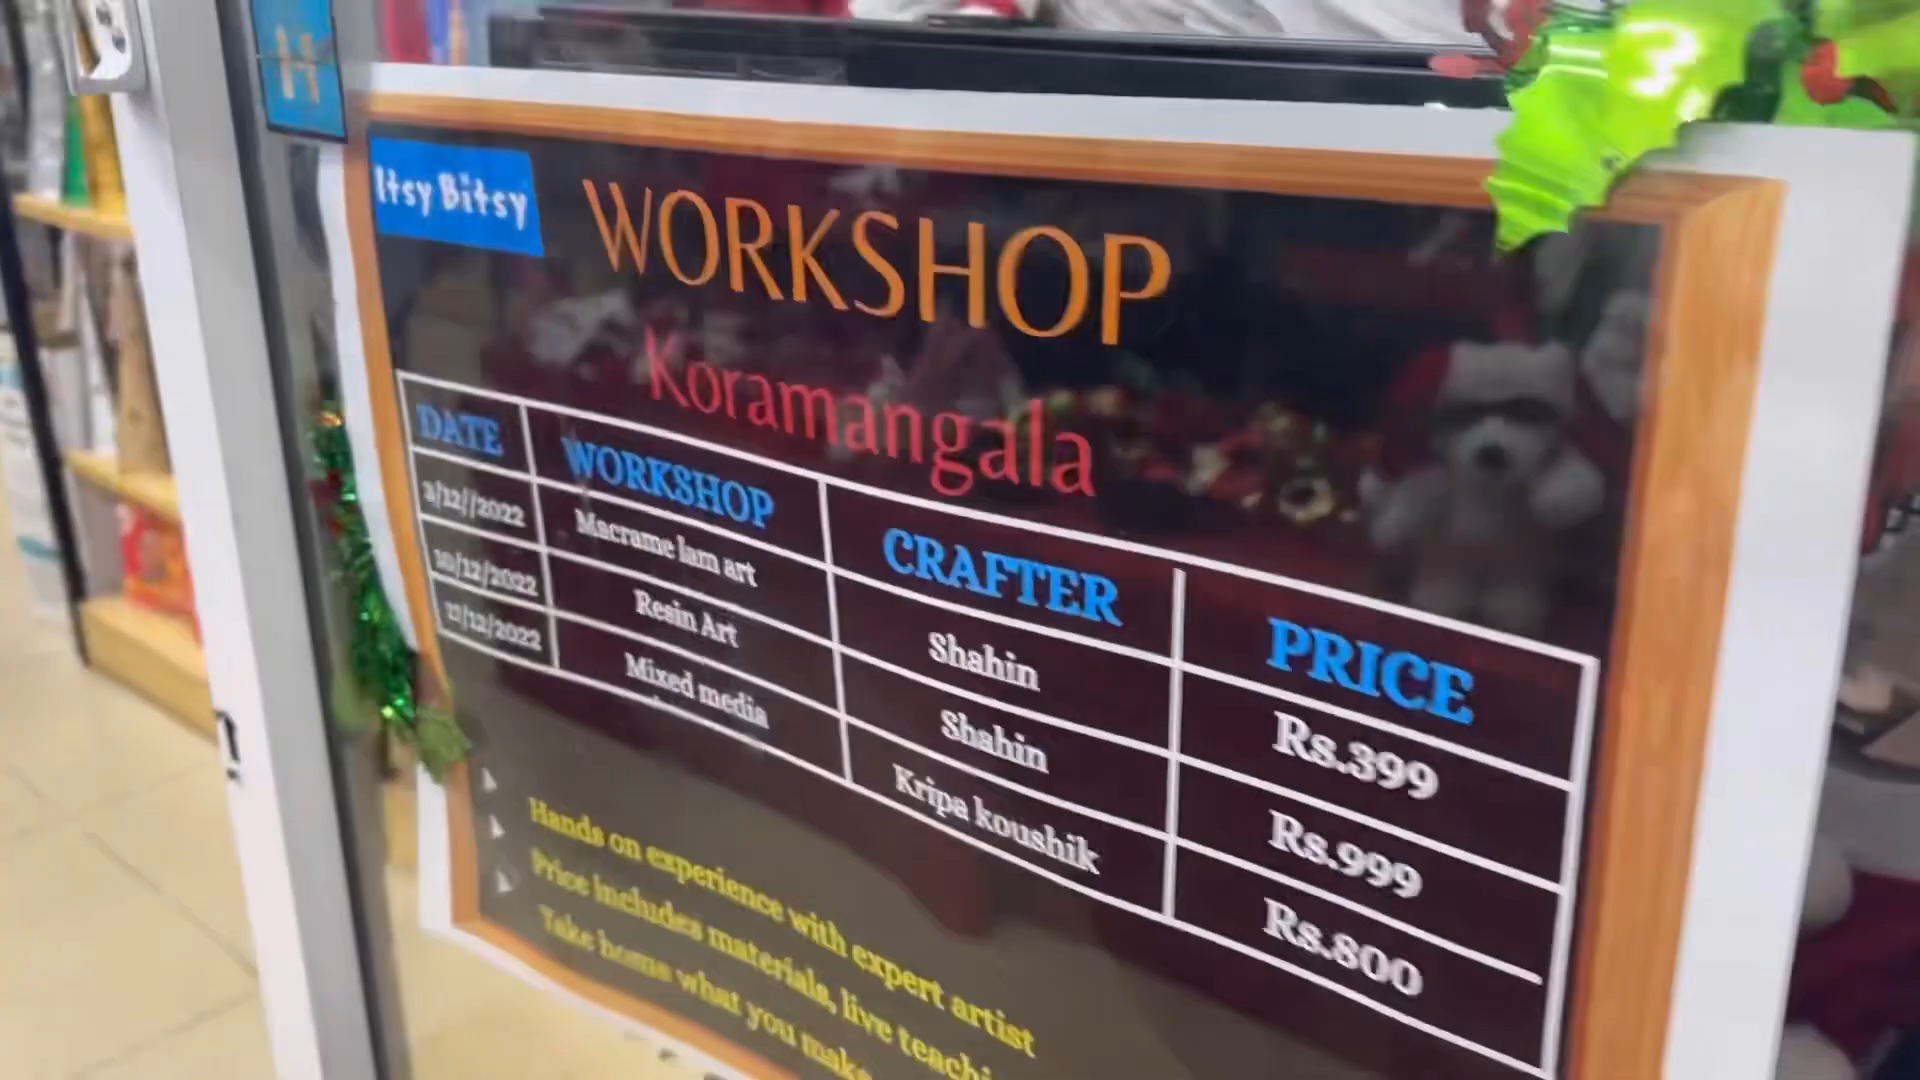 H
Itsy Bitsy
WORKSHOP
Koramangala
DATE WORKSHOP CRAFTER PRICE
3/12//2022 Macrame lam art Shahin Rs.399
10/12/2022 Resin Art Shahin Rs.999
17/12/2022 Mixed media Kripa koushik Rs.800
Hands on experience with expert artist
Price includes materials, live teachi
Take home what you make